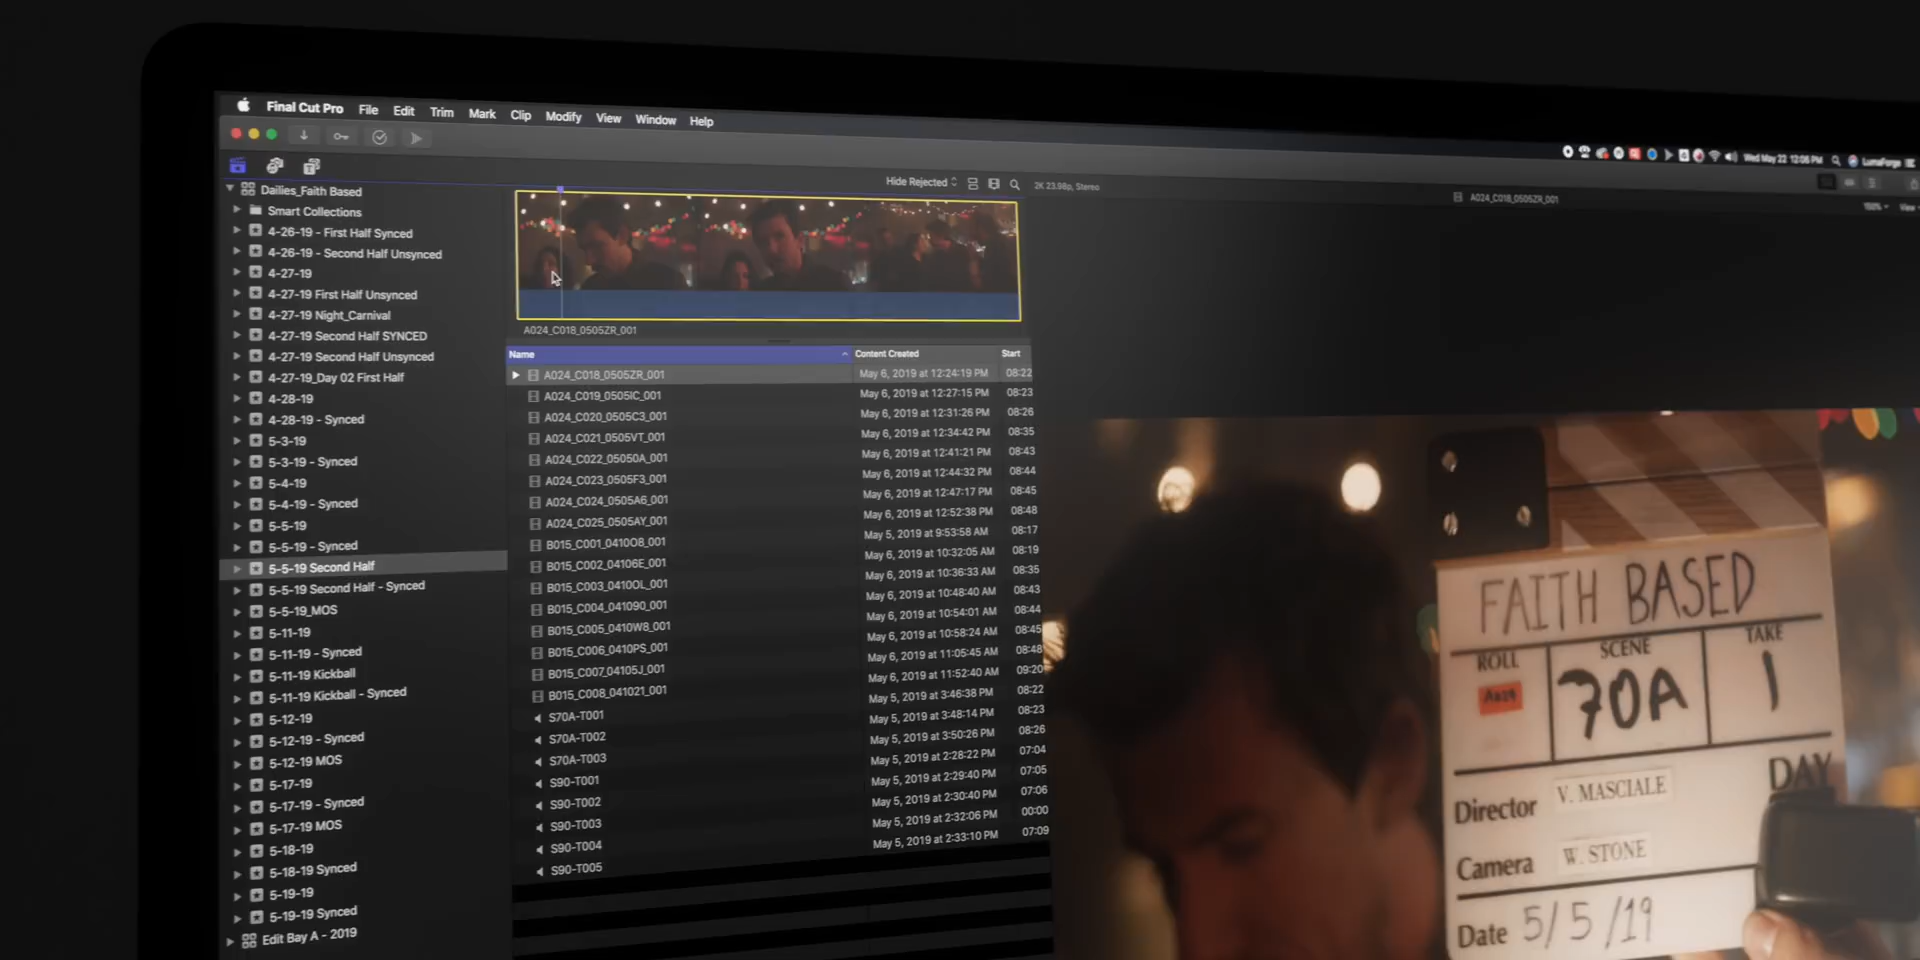 Final Cut Pro File Edit Trim Mark Clip Modify View Window Help
Wed May 22 12:06 PM LumaForge
Hide Rejected
2K 23.98p, Stereo
A024_C018_0505ZR_001
View
Dailies_Faith Based
Smart Collections
4-26-19 - First Half Synced
4-26-19 - Second Half Unsynced
4-27-19
4-27-19 First Half Unsynced
4-27-19 Night_Carnival
4-27-19 Second Half SYNCED
4-27-19 Second Half Unsynced
4-27-19_Day 02 First Half
4-28-19
4-28-19 - Synced
5-3-19
5-3-19 - Synced
5-4-19
5-4-19 - Synced
5-5-19
5-5-19 - Synced
5-5-19 Second Half
5-5-19 Second Half - Synced
5-5-19_MOS
5-11-19
5-11-19 - Synced
5-11-19 Kickball
5-11-19 Kickball - Synced
5-12-19
5-12-19 - Synced
5-12-19 MOS
5-17-19
5-17-19 - Synced
5-17-19 MOS
5-18-19
5-18-19 Synced
5-19-19
5-19-19 Synced
Edit Bay A - 2019
A024_C018_0505ZR_001
Name Content Created Start
A024_C018_0505ZR_001 May 6, 2019 at 12:24:19 PM 08:22
A024_C019_0505IC_001 May 6, 2019 at 12:27:15 PM 08:23
A024_C020_0505C3_001 May 6, 2019 at 12:31:26 PM 08:26
A024_C021_0505VT_001 May 6, 2019 at 12:34:42 PM 08:35
A024_C022_05050A_001 May 6, 2019 at 12:41:21 PM 08:43
A024_C023_0505F3_001 May 6, 2019 at 12:44:32 PM 08:44
A024_C024_0505A6_001 May 6, 2019 at 12:47:17 PM 08:45
A024_C025_0505AY_001 May 6, 2019 at 12:52:38 PM 08:48
B015_C001_0410O8_001 May 5, 2019 at 9:53:58 AM 08:17
B015_C002_04106E_001 May 6, 2019 at 10:32:05 AM 08:19
B015_C003_0410OL_001 May 6, 2019 at 10:36:33 AM 08:35
B015_C004_041090_001 May 6, 2019 at 10:48:40 AM 08:43
B015_C005_0410W8_001 May 6, 2019 at 10:54:01 AM 08:44
B015_C006_0410PS_001 May 6, 2019 at 10:58:24 AM 08:45
B015_C007_04105J_001 May 6, 2019 at 11:05:45 AM 08:48
B015_C008_041021_001 May 6, 2019 at 11:52:40 AM 09:20
S70A-T001 May 5, 2019 at 3:46:38 PM 08:22
S70A-T002 May 5, 2019 at 3:48:14 PM 08:23
S70A-T003 May 5, 2019 at 3:50:26 PM 08:26
S90-T001 May 5, 2019 at 2:28:22 PM 07:04
S90-T002 May 5, 2019 at 2:29:40 PM 07:05
S90-T003 May 5, 2019 at 2:30:40 PM 07:06
S90-T004 May 5, 2019 at 2:32:06 PM 00:00
S90-T005 May 5, 2019 at 2:33:10 PM 07:09
FAITH BASED
ROLL SCENE TAKE
70A 1
DAY
Director V. MASCIALE
Camera W. STONE
Date 5/5/19